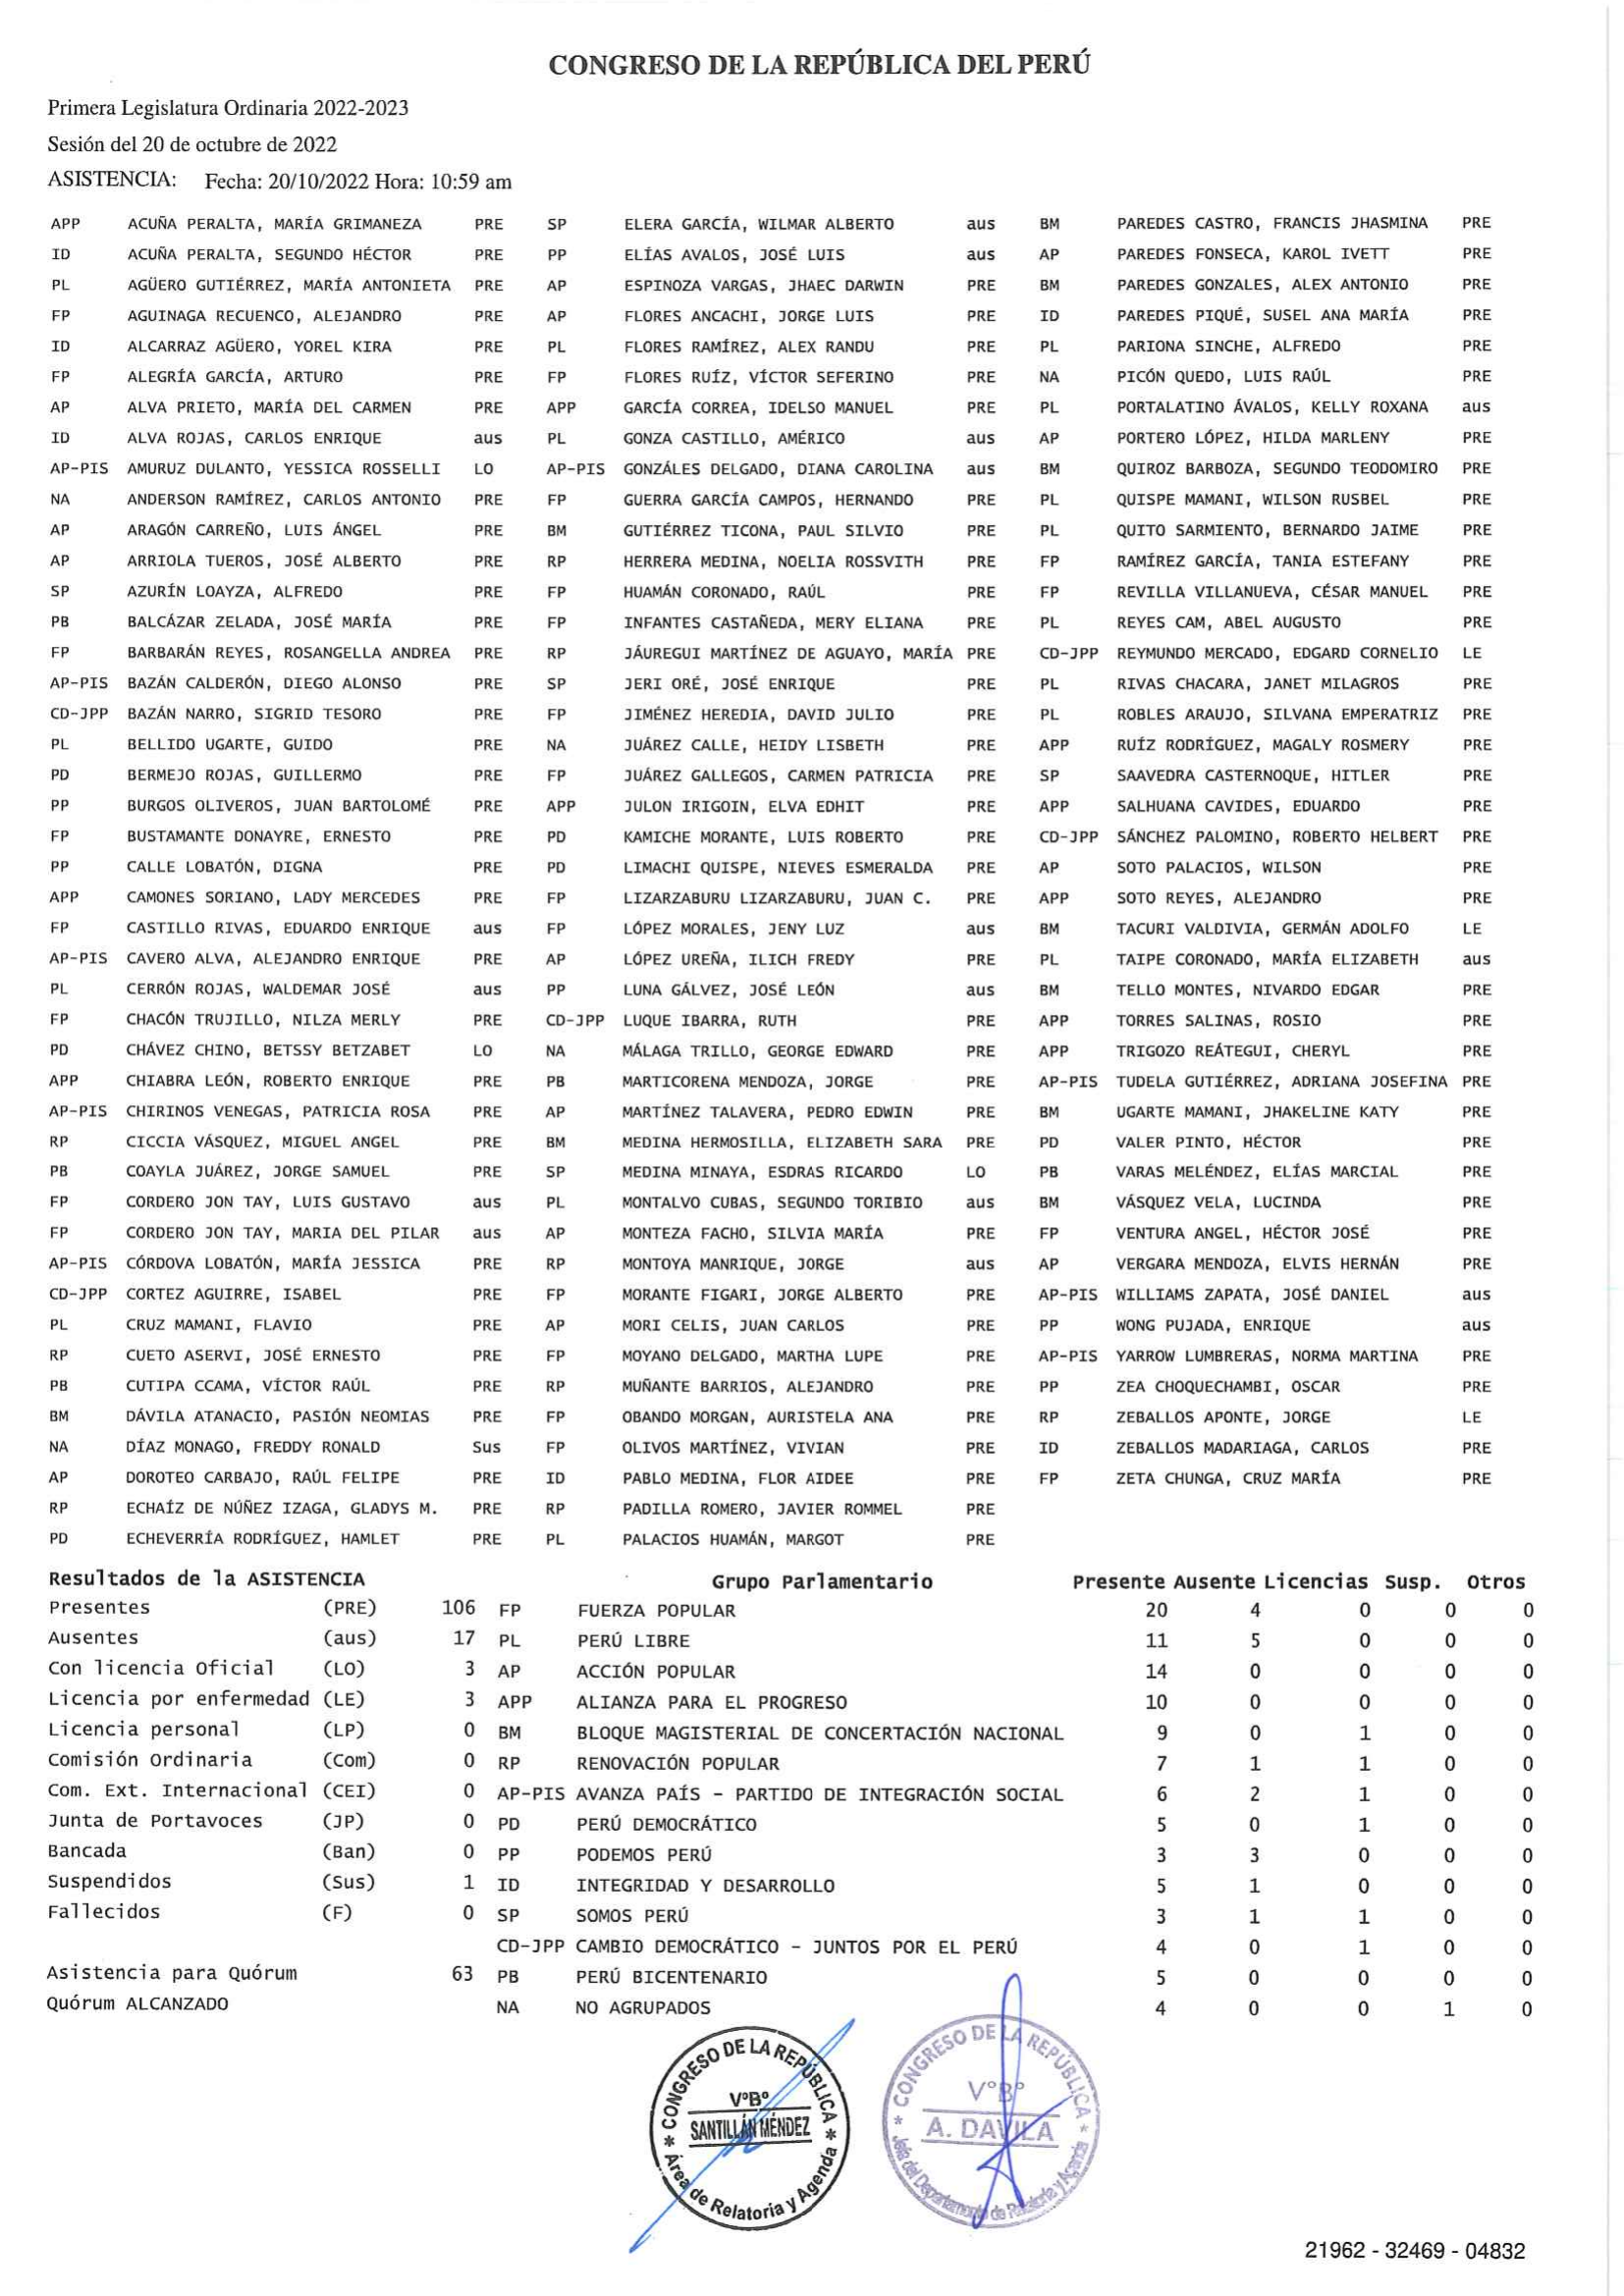 CONGRESO DE LA REPÚBLICA DEL PERÚ
Primera Legislatura Ordinaria 2022-2023
Sesión del 20 de octubre de 2022
ASISTENCIA: Fecha: 20/10/2022 Hora: 10:59 am
APP ACUÑA PERALTA, MARÍA GRIMANEZA PRE SP ELERA GARCÍA, WILMAR ALBERTO aus BM PAREDES CASTRO, FRANCIS JHASMINA PRE
ID ACUÑA PERALTA, SEGUNDO HÉCTOR PRE PP ELÍAS AVALOS, JOSÉ LUIS aus AP PAREDES FONSECA, KAROL IVETT PRE
PL AGÜERO GUTIÉRREZ, MARÍA ANTONIETA PRE AP ESPINOZA VARGAS, JHAEC DARWIN PRE BM PAREDES GONZALES, ALEX ANTONIO PRE
FP AGUINAGA RECUENCO, ALEJANDRO PRE AP FLORES ANCACHI, JORGE LUIS PRE ID PAREDES PIQUÉ, SUSEL ANA MARÍA PRE
ID ALCARRAZ AGÜERO, YOREL KIRA PRE PL FLORES RAMÍREZ, ALEX RANDU PRE PL PARIONA SINCHE, ALFREDO PRE
FP ALEGRÍA GARCÍA, ARTURO PRE FP FLORES RUÍZ, VÍCTOR SEFERINO PRE NA PICÓN QUEDO, LUIS RAÚL PRE
AP ALVA PRIETO, MARÍA DEL CARMEN PRE APP GARCÍA CORREA, IDELSO MANUEL PRE PL PORTALATINO ÁVALOS, KELLY ROXANA aus
ID ALVA ROJAS, CARLOS ENRIQUE aus PL GONZA CASTILLO, AMÉRICO aus AP PORTERO LÓPEZ, HILDA MARLENY PRE
AP-PIS AMURUZ DULANTO, YESSICA ROSSELLI LO AP-PIS GONZÁLES DELGADO, DIANA CAROLINA aus BM QUIROZ BARBOZA, SEGUNDO TEODOMIRO PRE
NA ANDERSON RAMÍREZ, CARLOS ANTONIO PRE FP GUERRA GARCÍA CAMPOS, HERNANDO PRE PL QUISPE MAMANI, WILSON RUSBEL PRE
AP ARAGÓN CARREÑO, LUIS ÁNGEL PRE BM GUTIÉRREZ TICONA, PAUL SILVIO PRE PL QUITO SARMIENTO, BERNARDO JAIME PRE
AP ARRIOLA TUEROS, JOSÉ ALBERTO PRE RP HERRERA MEDINA, NOELIA ROSSVITH PRE FP RAMÍREZ GARCÍA, TANIA ESTEFANY PRE
SP AZURÍN LOAYZA, ALFREDO PRE FP HUAMÁN CORONADO, RAÚL PRE FP REVILLA VILLANUEVA, CÉSAR MANUEL PRE
PB BALCÁZAR ZELADA, JOSÉ MARÍA PRE FP INFANTES CASTAÑEDA, MERY ELIANA PRE PL REYES CAM, ABEL AUGUSTO PRE
FP BARBARÁN REYES, ROSANGELLA ANDREA PRE RP JÁUREGUI MARTÍNEZ DE AGUAYO, MARÍA PRE CD-JPP REYMUNDO MERCADO, EDGARD CORNELIO LE
AP-PIS BAZÁN CALDERÓN, DIEGO ALONSO PRE SP JERI ORÉ, JOSÉ ENRIQUE PRE PL RIVAS CHACARA, JANET MILAGROS PRE
CD-JPP BAZÁN NARRO, SIGRID TESORO PRE FP JIMÉNEZ HEREDIA, DAVID JULIO PRE PL ROBLES ARAUJO, SILVANA EMPERATRIZ PRE
PL BELLIDO UGARTE, GUIDO PRE NA JUÁREZ CALLE, HEIDY LISBETH PRE APP RUÍZ RODRÍGUEZ, MAGALY ROSMERY PRE
PD BERMEJO ROJAS, GUILLERMO PRE FP JUÁREZ GALLEGOS, CARMEN PATRICIA PRE SP SAAVEDRA CASTERNOQUE, HITLER PRE
PP BURGOS OLIVEROS, JUAN BARTOLOMÉ PRE APP JULON IRIGOIN, ELVA EDHIT PRE APP SALHUANA CAVIDES, EDUARDO PRE
FP BUSTAMANTE DONAYRE, ERNESTO PRE PD KAMICHE MORANTE, LUIS ROBERTO PRE CD-JPP SÁNCHEZ PALOMINO, ROBERTO HELBERT PRE
PP CALLE LOBATÓN, DIGNA PRE PD LIMACHI QUISPE, NIEVES ESMERALDA PRE AP SOTO PALACIOS, WILSON PRE
APP CAMONES SORIANO, LADY MERCEDES PRE FP LIZARZABURU LIZARZABURU, JUAN C. PRE APP SOTO REYES, ALEJANDRO PRE
FP CASTILLO RIVAS, EDUARDO ENRIQUE aus FP LÓPEZ MORALES, JENY LUZ aus BM TACURI VALDIVIA, GERMÁN ADOLFO LE
AP-PIS CAVERO ALVA, ALEJANDRO ENRIQUE PRE AP LÓPEZ UREÑA, ILICH FREDY PRE PL TAIPE CORONADO, MARÍA ELIZABETH aus
PL CERRÓN ROJAS, WALDEMAR JOSÉ aus PP LUNA GÁLVEZ, JOSÉ LEÓN aus BM TELLO MONTES, NIVARDO EDGAR PRE
FP CHACÓN TRUJILLO, NILZA MERLY PRE CD-JPP LUQUE IBARRA, RUTH PRE APP TORRES SALINAS, ROSIO PRE
PD CHÁVEZ CHINO, BETSSY BETZABET LO NA MÁLAGA TRILLO, GEORGE EDWARD PRE APP TRIGOZO REÁTEGUI, CHERYL PRE
APP CHIABRA LEÓN, ROBERTO ENRIQUE PRE PB MARTICORENA MENDOZA, JORGE PRE AP-PIS TUDELA GUTIÉRREZ, ADRIANA JOSEFINA PRE
AP-PIS CHIRINOS VENEGAS, PATRICIA ROSA PRE AP MARTÍNEZ TALAVERA, PEDRO EDWIN PRE BM UGARTE MAMANI, JHAKELINE KATY PRE
RP CICCIA VÁSQUEZ, MIGUEL ANGEL PRE BM MEDINA HERMOSILLA, ELIZABETH SARA PRE PD VALER PINTO, HÉCTOR PRE
PB COAYLA JUÁREZ, JORGE SAMUEL PRE SP MEDINA MINAYA, ESDRAS RICARDO LO PB VARAS MELÉNDEZ, ELÍAS MARCIAL PRE
FP CORDERO JON TAY, LUIS GUSTAVO aus PL MONTALVO CUBAS, SEGUNDO TORIBIO aus BM VÁSQUEZ VELA, LUCINDA PRE
FP CORDERO JON TAY, MARIA DEL PILAR aus AP MONTEZA FACHO, SILVIA MARÍA PRE FP VENTURA ANGEL, HÉCTOR JOSÉ PRE
AP-PIS CÓRDOVA LOBATÓN, MARÍA JESSICA PRE RP MONTOYA MANRIQUE, JORGE aus AP VERGARA MENDOZA, ELVIS HERNÁN PRE
CD-JPP CORTEZ AGUIRRE, ISABEL PRE FP MORANTE FIGARI, JORGE ALBERTO PRE AP-PIS WILLIAMS ZAPATA, JOSÉ DANIEL aus
PL CRUZ MAMANI, FLAVIO PRE AP MORI CELIS, JUAN CARLOS PRE PP WONG PUJADA, ENRIQUE aus
RP CUETO ASERVI, JOSÉ ERNESTO PRE FP MOYANO DELGADO, MARTHA LUPE PRE AP-PIS YARROW LUMBRERAS, NORMA MARTINA PRE
PB CUTIPA CCAMA, VÍCTOR RAÚL PRE RP MUÑANTE BARRIOS, ALEJANDRO PRE PP ZEA CHOQUECHAMBI, OSCAR PRE
BM DÁVILA ATANACIO, PASIÓN NEOMIAS PRE FP OBANDO MORGAN, AURISTELA ANA PRE RP ZEBALLOS APONTE, JORGE LE
NA DÍAZ MONAGO, FREDDY RONALD Sus FP OLIVOS MARTÍNEZ, VIVIAN PRE ID ZEBALLOS MADARIAGA, CARLOS PRE
AP DOROTEO CARBAJO, RAÚL FELIPE PRE ID PABLO MEDINA, FLOR AIDEE PRE FP ZETA CHUNGA, CRUZ MARÍA PRE
RP ECHAÍZ DE NÚÑEZ IZAGA, GLADYS M. PRE RP PADILLA ROMERO, JAVIER ROMMEL PRE
PD ECHEVERRÍA RODRÍGUEZ, HAMLET PRE PL PALACIOS HUAMÁN, MARGOT PRE
Resultados de la ASISTENCIA Grupo Parlamentario Presente Ausente Licencias Susp. Otros
Presentes (PRE) 106 FP FUERZA POPULAR 20 4 0 0 0
Ausentes (aus) 17 PL PERÚ LIBRE 11 5 0 0 0
Con licencia Oficial (LO) 3 AP ACCIÓN POPULAR 14 0 0 0 0
Licencia por enfermedad (LE) 3 APP ALIANZA PARA EL PROGRESO 10 0 0 0 0
Licencia personal (LP) 0 BM BLOQUE MAGISTERIAL DE CONCERTACIÓN NACIONAL 9 0 1 0 0
Comisión Ordinaria (Com) 0 RP RENOVACIÓN POPULAR 7 1 1 0 0
Com. Ext. Internacional (CEI) 0 AP-PIS AVANZA PAÍS - PARTIDO DE INTEGRACIÓN SOCIAL 6 2 1 0 0
Junta de Portavoces (JP) 0 PD PERÚ DEMOCRÁTICO 5 0 1 0 0
Bancada (Ban) 0 PP PODEMOS PERÚ 3 3 0 0 0
Suspendidos (Sus) 1 ID INTEGRIDAD Y DESARROLLO 5 1 0 0 0
Fallecidos (F) 0 SP SOMOS PERÚ 3 1 1 0 0
CD-JPP CAMBIO DEMOCRÁTICO - JUNTOS POR EL PERÚ 4 0 1 0 0
Asistencia para Quórum 63 PB PERÚ BICENTENARIO 5 0 0 0 0
Quórum ALCANZADO NA NO AGRUPADOS 4 0 0 1 0
* CONGRESO DE LA REPÚBLICA *
V°B°
SANTILLÁN MÉNDEZ
Área de Relatoría y Agenda
* CONGRESO DE LA REPÚBLICA *
V°B°
A. DAVILA
Jefa del Departamento de Relatoría y Agenda
21962 - 32469 - 04832